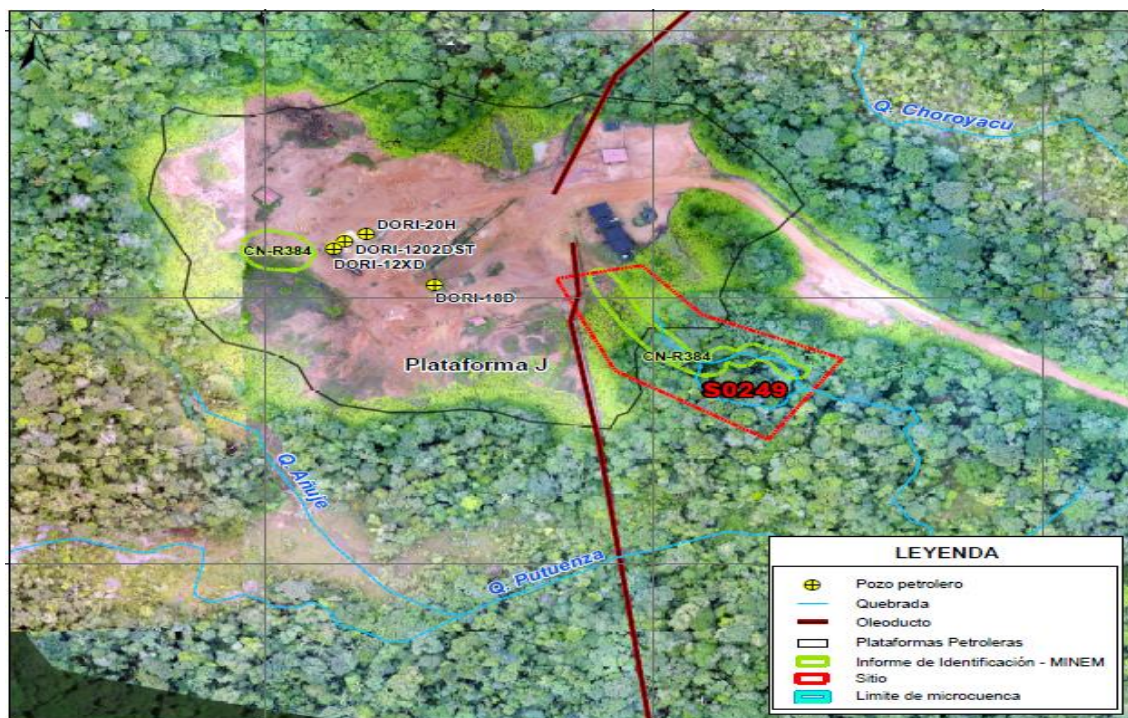 N
Q. Choroyacu
DORI-20H
CN-R384
DORI-1202DST
DORI-12XD
DORI-18D
CN-R384
Plataforma J
S0249
Q. Añuje
Q. Putuenza
LEYENDA
Pozo petrolero
Quebrada
Oleoducto
Plataformas Petroleras
Informe de Identificación - MINEM
Sitio
Limite de microcuenca